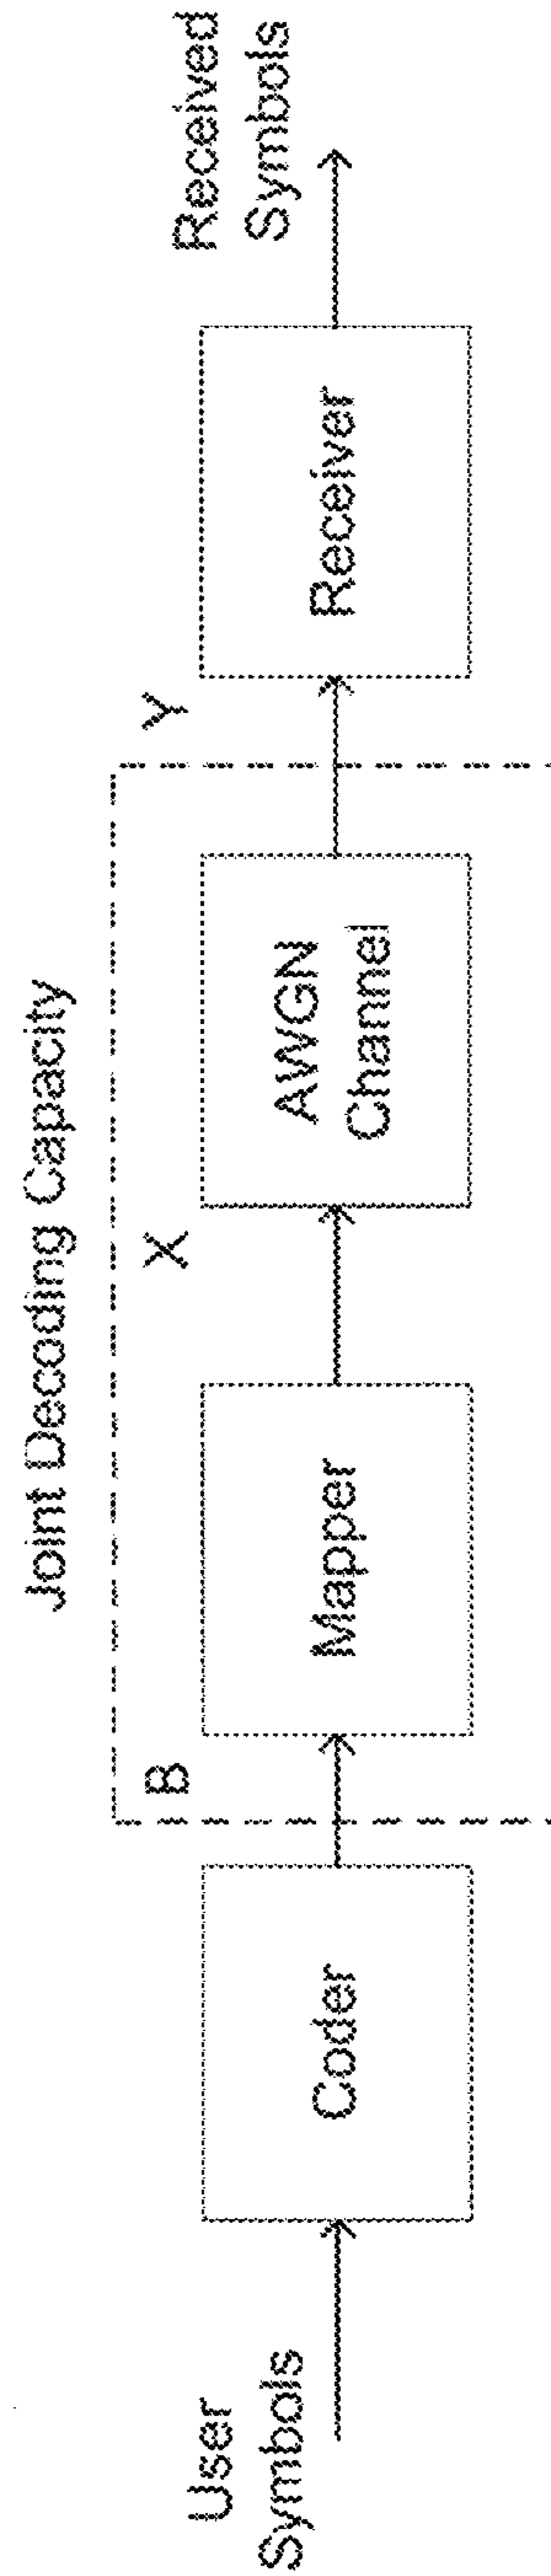 Joint Decoding Capacity
B
X
Y
User
Symbols
Coder
Mapper
AWGN
Channel
Receiver
Received
Symbols